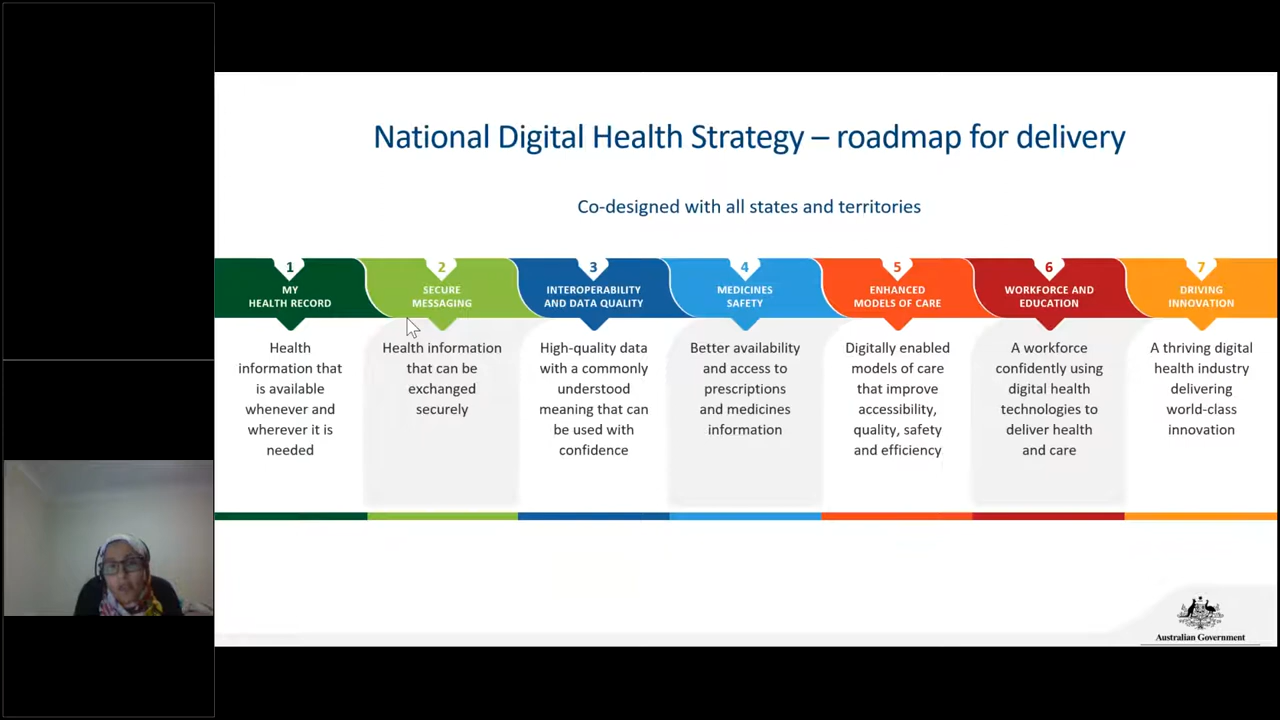 National Digital Health Strategy – roadmap for delivery
Co-designed with all states and territories
1
MY
HEALTH RECORD
Health
information that
is available
whenever and
wherever it is
needed
2
SECURE
MESSAGING
Health information
that can be
exchanged
securely
3
INTEROPERABILITY
AND DATA QUALITY
High-quality data
with a commonly
understood
meaning that can
be used with
confidence
4
MEDICINES
SAFETY
Better availability
and access to
prescriptions
and medicines
information
5
ENHANCED
MODELS OF CARE
Digitally enabled
models of care
that improve
accessibility,
quality, safety
and efficiency
6
WORKFORCE AND
EDUCATION
A workforce
confidently using
digital health
technologies to
deliver health
and care
7
DRIVING
INNOVATION
A thriving digital
health industry
delivering
world-class
innovation
Australian Government